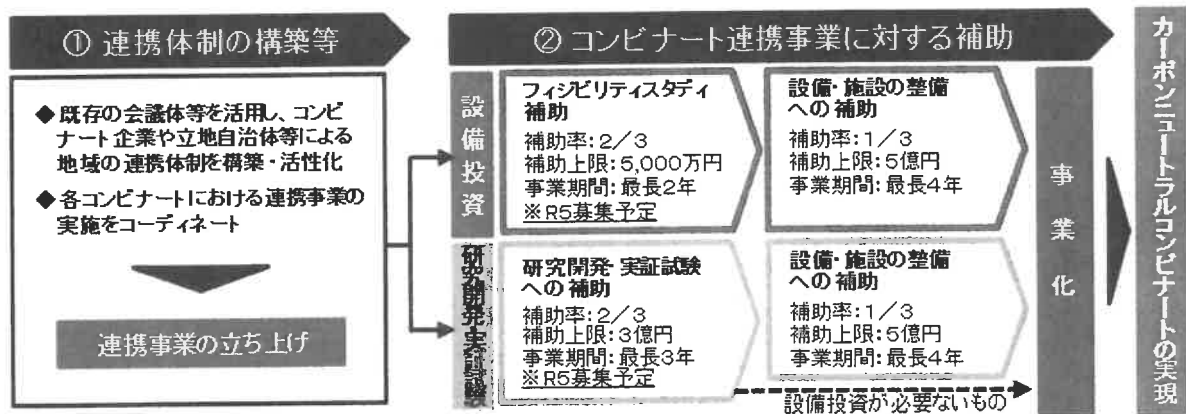 ① 連携体制の構築等
◆既存の会議体等を活用し、コンビ
ナート企業や立地自治体等による
地域の連携体制を構築・活性化
◆各コンビナートにおける連携事業の
実施をコーディネート
連携事業の立ち上げ
② コンビナート連携事業に対する補助
設備投資
フィジビリティスタディ
補助
補助率:2/3
補助上限:5,000万円
事業期間:最長2年
※R5募集予定
設備・施設の整備
への補助
補助率:1/3
補助上限:5億円
事業期間:最長4年
研究開発・実証試験
研究開発・実証試験
への補助
補助率:2/3
補助上限:3億円
事業期間:最長3年
※R5募集予定
設備・施設の整備
への補助
補助率:1/3
補助上限:5億円
事業期間:最長4年
設備投資が必要ないもの
事業化
カーボンニュートラルコンビナートの実現